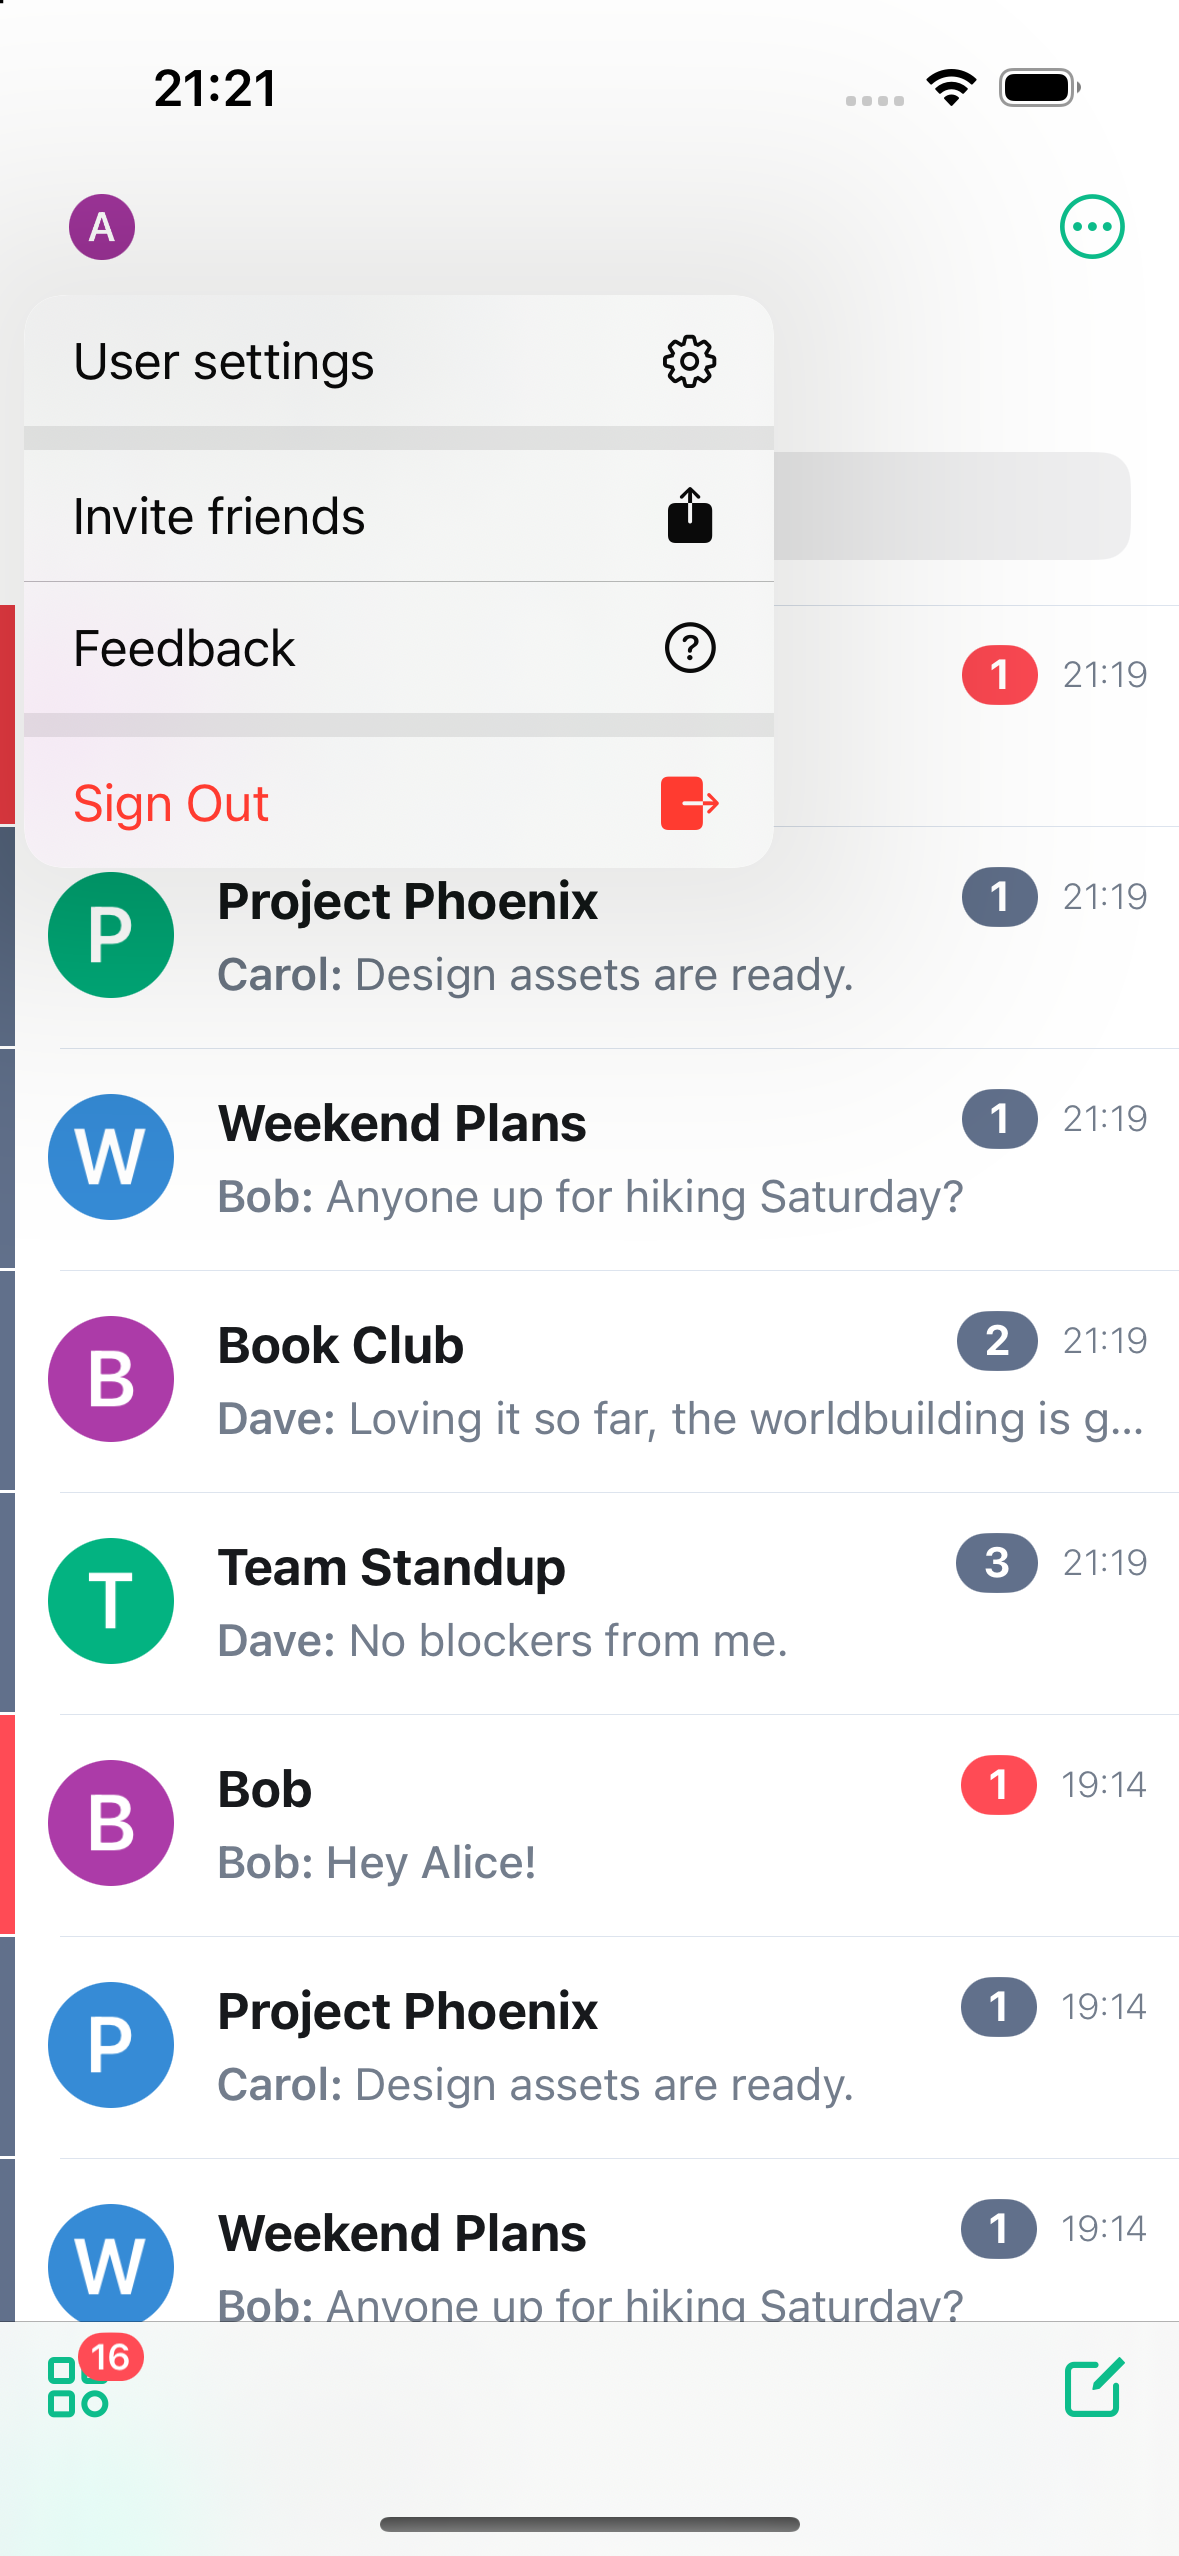 21:21
A
User settings
Invite friends
Feedback
?
Sign Out
1 21:19
P
Project Phoenix 1 21:19
Carol: Design assets are ready.
W
Weekend Plans 1 21:19
Bob: Anyone up for hiking Saturday?
B
Book Club 2 21:19
Dave: Loving it so far, the worldbuilding is g...
T
Team Standup 3 21:19
Dave: No blockers from me.
B
Bob 1 19:14
Bob: Hey Alice!
P
Project Phoenix 1 19:14
Carol: Design assets are ready.
W
Weekend Plans 1 19:14
Bob: Anyone up for hiking Saturday?
16